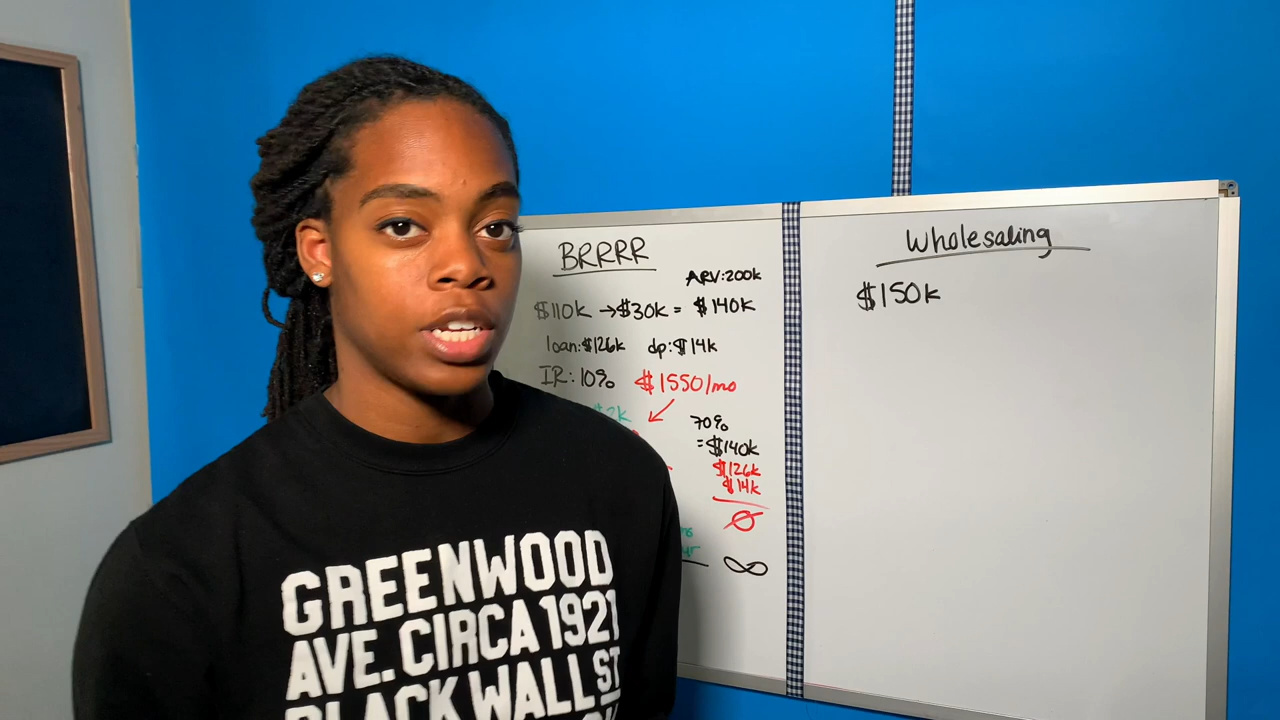 BRRRR
ARV:200k
$110k →$30k = $140k
loan:$126k dp:$14k
IR: 10% $1550/mo
$2k
70%
=$140k
$126k
$14k
∅
∞
Wholesaling
$150k
GREENWOOD
AVE. CIRCA 1921
BLACK WALL ST